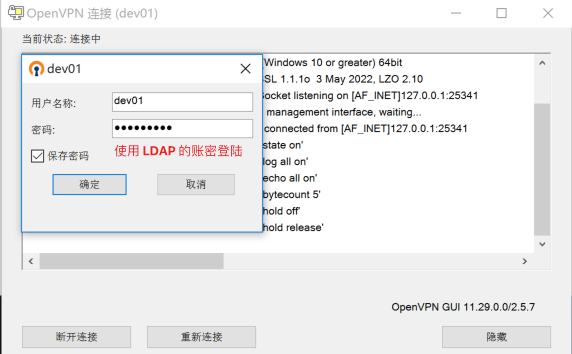 OpenVPN 连接 (dev01)
当前状态: 连接中
dev01
用户名称:
dev01
密码:
●●●●●●●●●
保存密码
使用 LDAP 的账密登陆
确定
取消
Windows 10 or greater) 64bit
SL 1.1.1o 3 May 2022, LZO 2.10
Socket listening on [AF_INET]127.0.0.1:25341
management interface, waiting...
connected from [AF_INET]127.0.0.1:25341
state on'
log all on'
echo all on'
bytecount 5'
hold off'
hold release'
OpenVPN GUI 11.29.0.0/2.5.7
断开连接
重新连接
隐藏